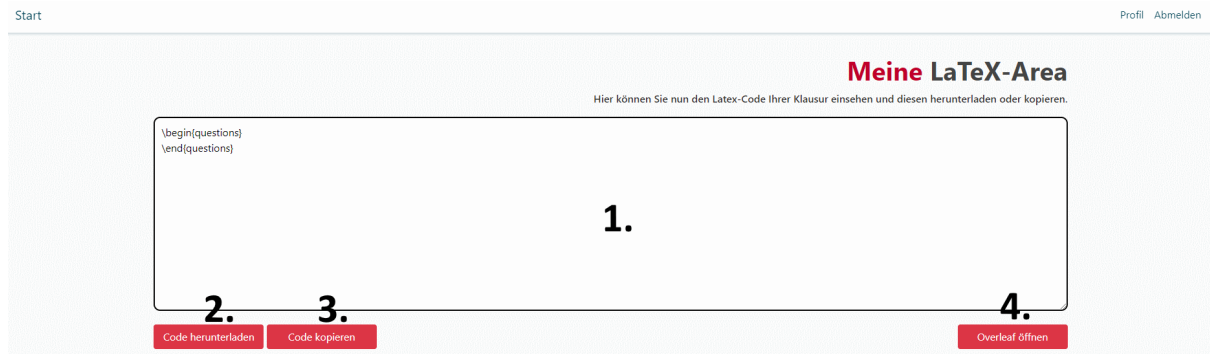 Start
Profil Abmelden
Meine LaTeX-Area
Hier können Sie nun den Latex-Code Ihrer Klausur einsehen und diesen herunterladen oder kopieren.
\begin{questions}
\end{questions}
1.
2. 3. 4.
Code herunterladen Code kopieren Overleaf öffnen